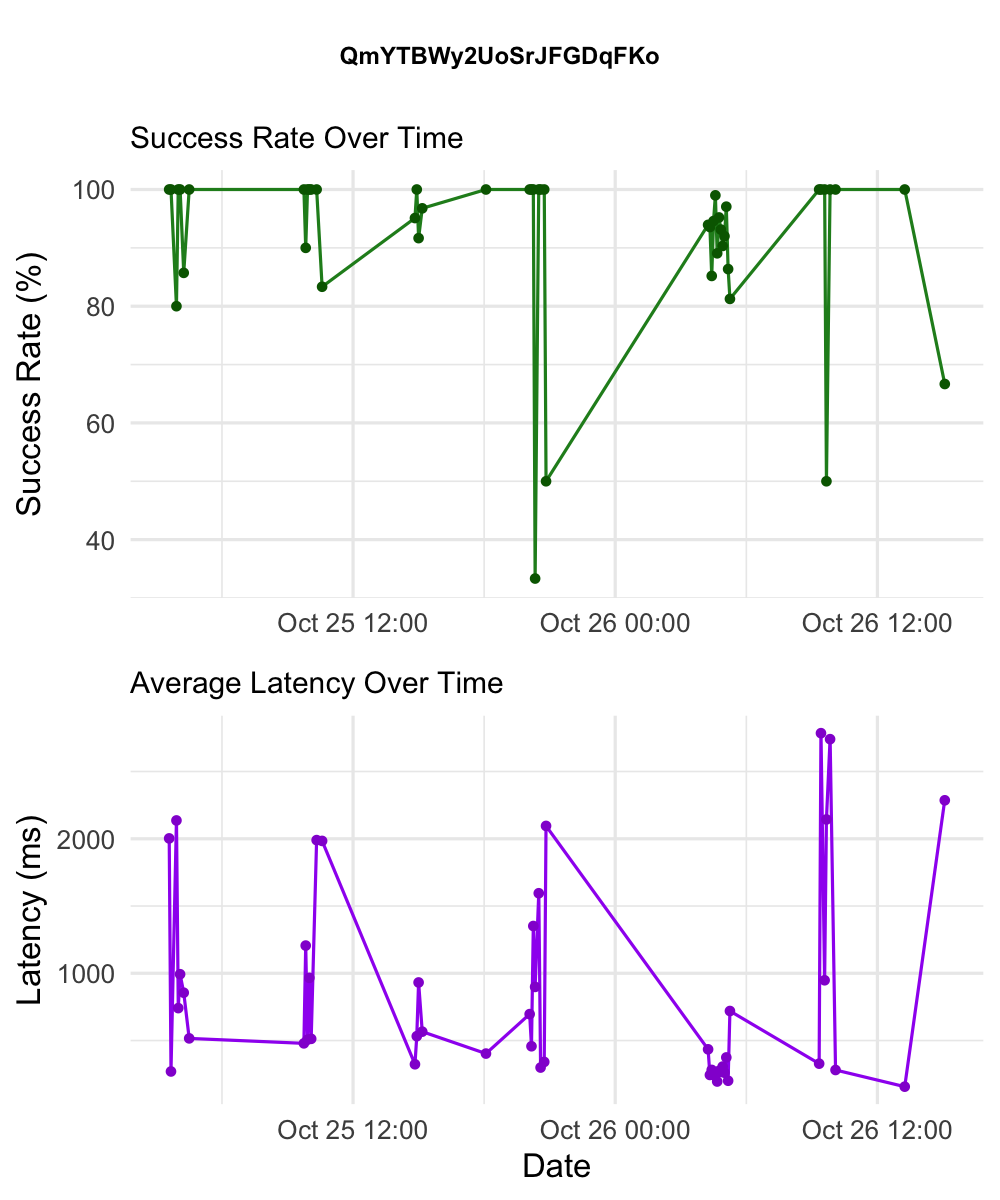 QmYTBWy2UoSrJFGDqFKo
Success Rate Over Time
Success Rate (%)
100
80
60
40
Oct 25 12:00 Oct 26 00:00 Oct 26 12:00
Average Latency Over Time
Latency (ms)
2000
1000
Oct 25 12:00 Oct 26 00:00 Oct 26 12:00
Date